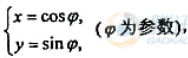 {x = cosφ,
y = sinφ, (φ为参数),